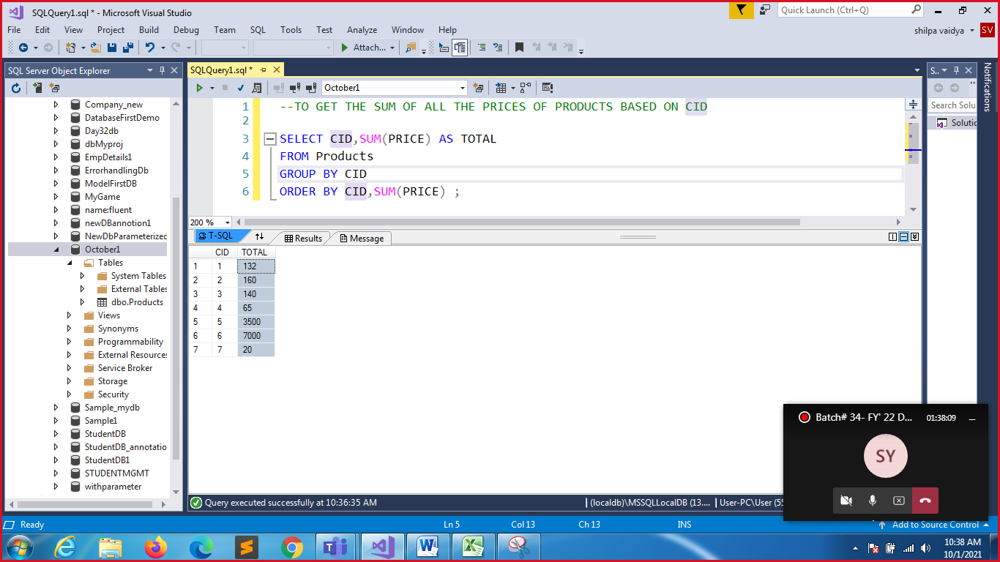 SQLQuery1.sql * - Microsoft Visual Studio
Quick Launch (Ctrl+Q)
File Edit View Project Build Debug Team SQL Tools Test Analyze Window Help
shilpa vaidya SV
Attach...
SQL Server Object Explorer
SQLQuery1.sql *
S..
Notifications
October1
Search Solu
Solutio
Company_new
DatabaseFirstDemo
Day32db
dbMyproj
EmpDetails1
ErrorhandlingDb
ModelFirstDB
MyGame
name:fluent
newDBannotion1
NewDbParameterized
October1
Tables
System Tables
External Tables
dbo.Products
Views
Synonyms
Programmability
External Resources
Service Broker
Storage
Security
Sample_mydb
Sample1
StudentDB
StudentDB_annotatio
StudentDB1
STUDENTMGMT
withparameter
1 --TO GET THE SUM OF ALL THE PRICES OF PRODUCTS BASED ON CID
2
3 SELECT CID,SUM(PRICE) AS TOTAL
4 FROM Products
5 GROUP BY CID
6 ORDER BY CID,SUM(PRICE) ;
200 %
T-SQL Results Message
CID TOTAL
1 1 132
2 2 160
3 3 140
4 4 65
5 5 3500
6 6 7000
7 7 20
Batch# 34- FY' 22 D... 01:38:09
SY
Query executed successfully at 10:36:35 AM
(localdb)\MSSQLLocalDB (13.... User-PC\User (55
Ready Ln 5 Col 13 Ch 13 INS Add to Source Control
10:38 AM
10/1/2021